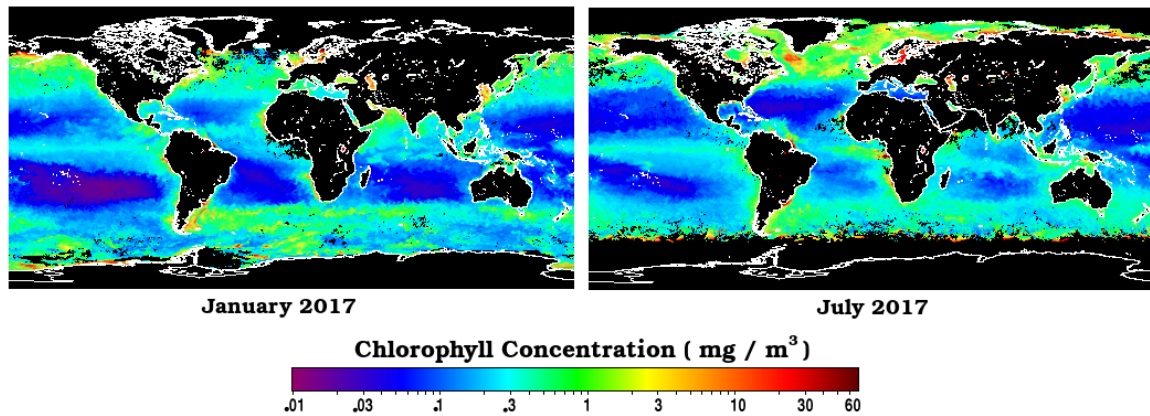 January 2017
July 2017
Chlorophyll Concentration ( mg / m³ )
.01 .03 .1 .3 1 3 10 30 60